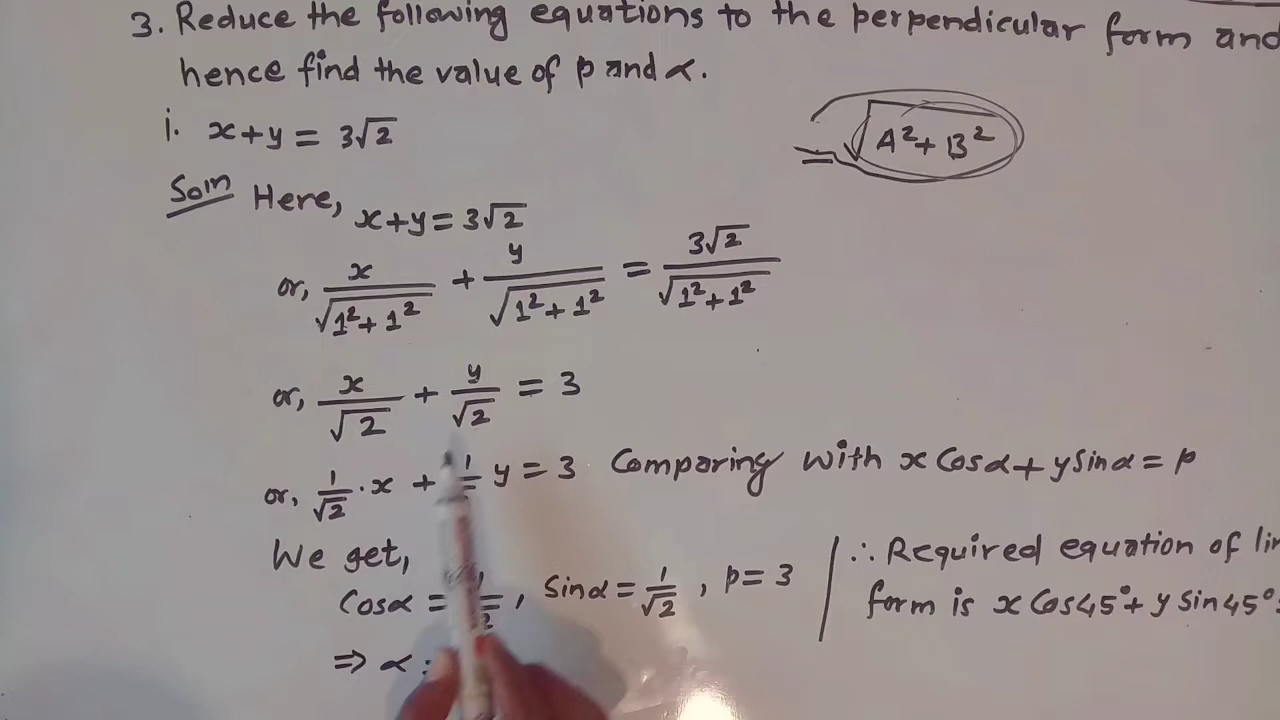 3. Reduce the following equations to the perpendicular form and
hence find the value of p and α.
i. x+y = 3√2
= √A²+B²
Soln Here, x+y = 3√2
or, x/√1²+1² + y/√1²+1² = 3√2/√1²+1²
or, x/√2 + y/√2 = 3
or, 1/√2 · x + y = 3 Comparing with x Cosα + y Sinα = p
We get,
Cosα = , Sinα = 1/√2 , p = 3
⇒ α
∴ Required equation of
form is x Cos45° + y Sin45°